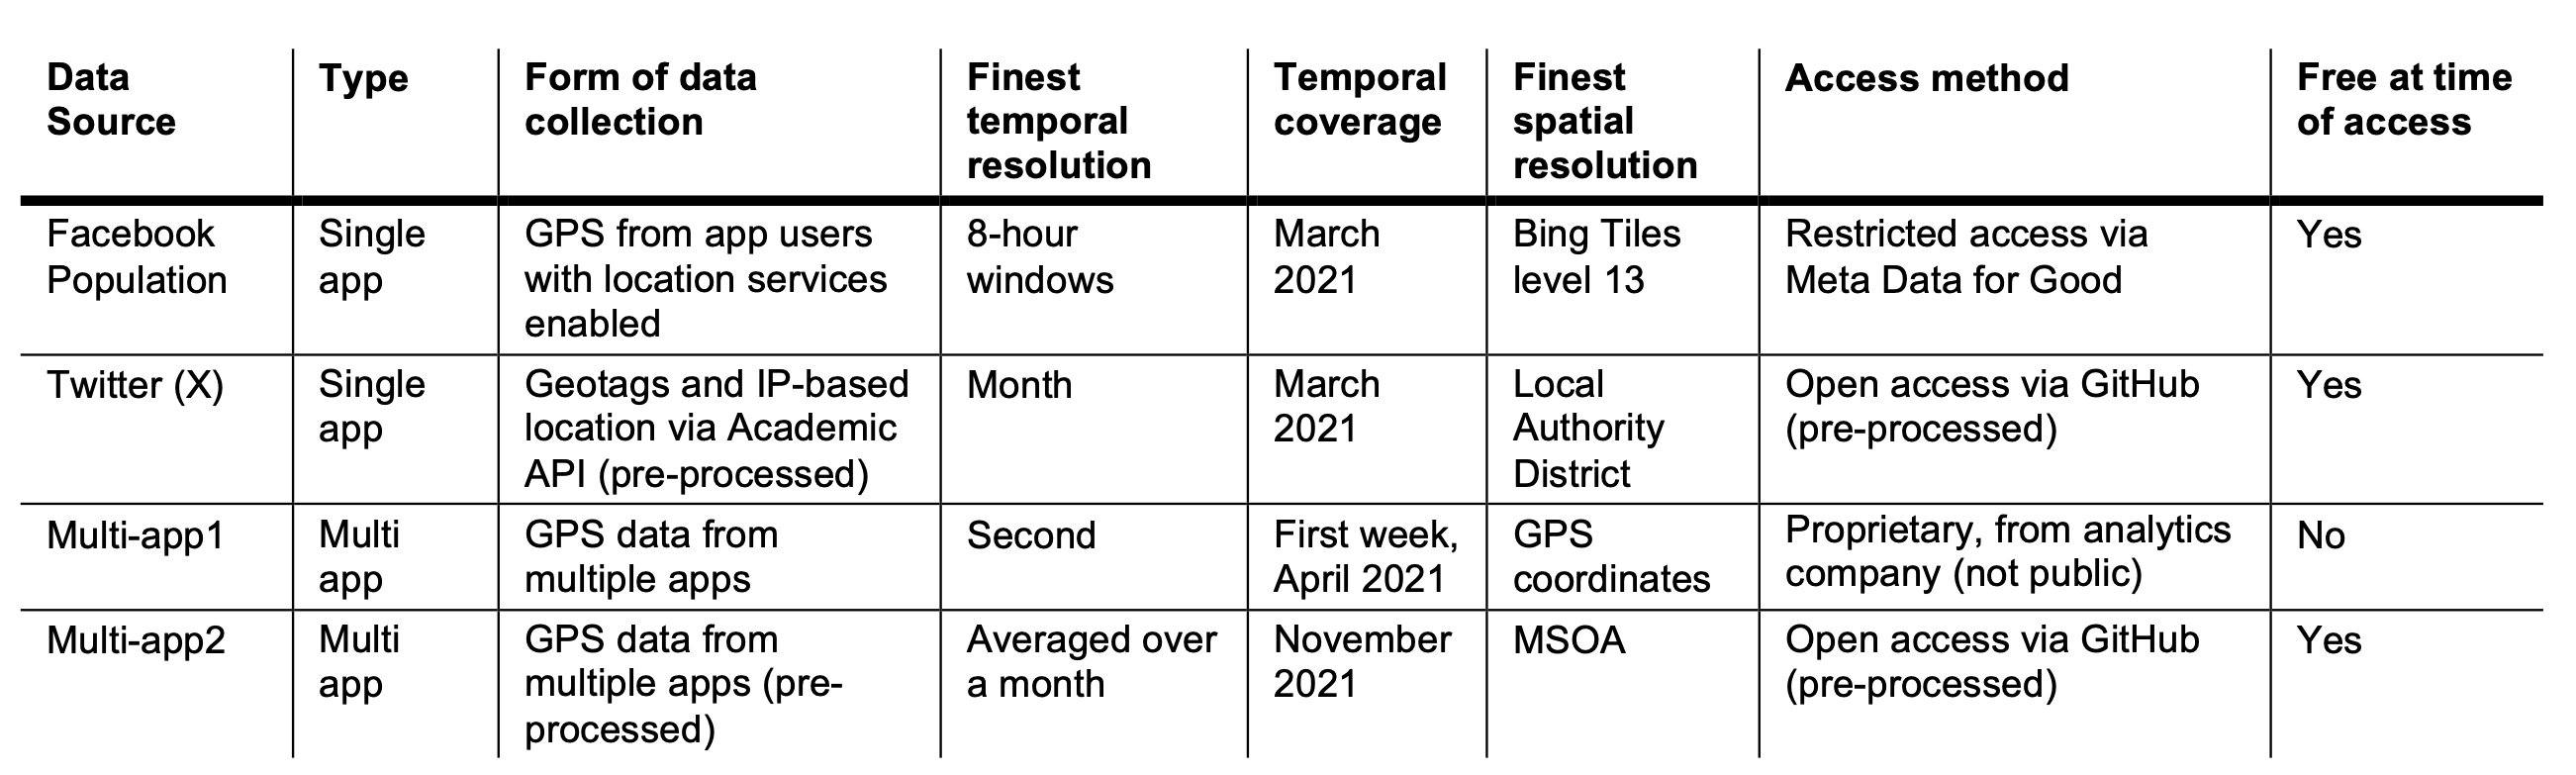 Data Source | Type | Form of data collection | Finest temporal resolution | Temporal coverage | Finest spatial resolution | Access method | Free at time of access
Facebook Population | Single app | GPS from app users with location services enabled | 8-hour windows | March 2021 | Bing Tiles level 13 | Restricted access via Meta Data for Good | Yes
Twitter (X) | Single app | Geotags and IP-based location via Academic API (pre-processed) | Month | March 2021 | Local Authority District | Open access via GitHub (pre-processed) | Yes
Multi-app1 | Multi app | GPS data from multiple apps | Second | First week, April 2021 | GPS coordinates | Proprietary, from analytics company (not public) | No
Multi-app2 | Multi app | GPS data from multiple apps (pre-processed) | Averaged over a month | November 2021 | MSOA | Open access via GitHub (pre-processed) | Yes